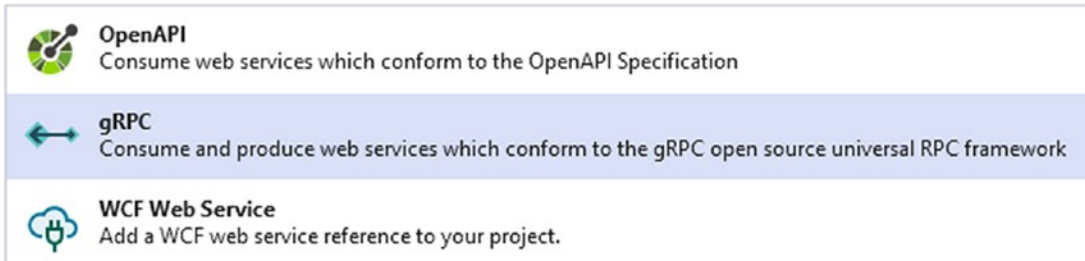 OpenAPI
Consume web services which conform to the OpenAPI Specification
gRPC
Consume and produce web services which conform to the gRPC open source universal RPC framework
WCF Web Service
Add a WCF web service reference to your project.